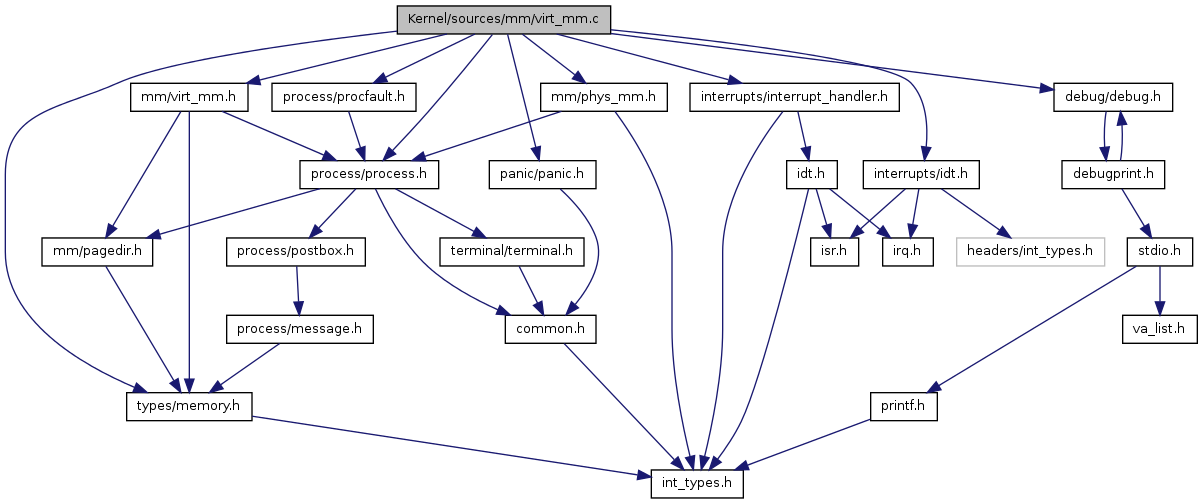 Kernel/sources/mm/virt_mm.c
mm/virt_mm.h
process/procfault.h
mm/phys_mm.h
interrupts/interrupt_handler.h
debug/debug.h
process/process.h
panic/panic.h
idt.h
interrupts/idt.h
debugprint.h
mm/pagedir.h
process/postbox.h
terminal/terminal.h
isr.h
irq.h
headers/int_types.h
stdio.h
process/message.h
common.h
va_list.h
types/memory.h
printf.h
int_types.h